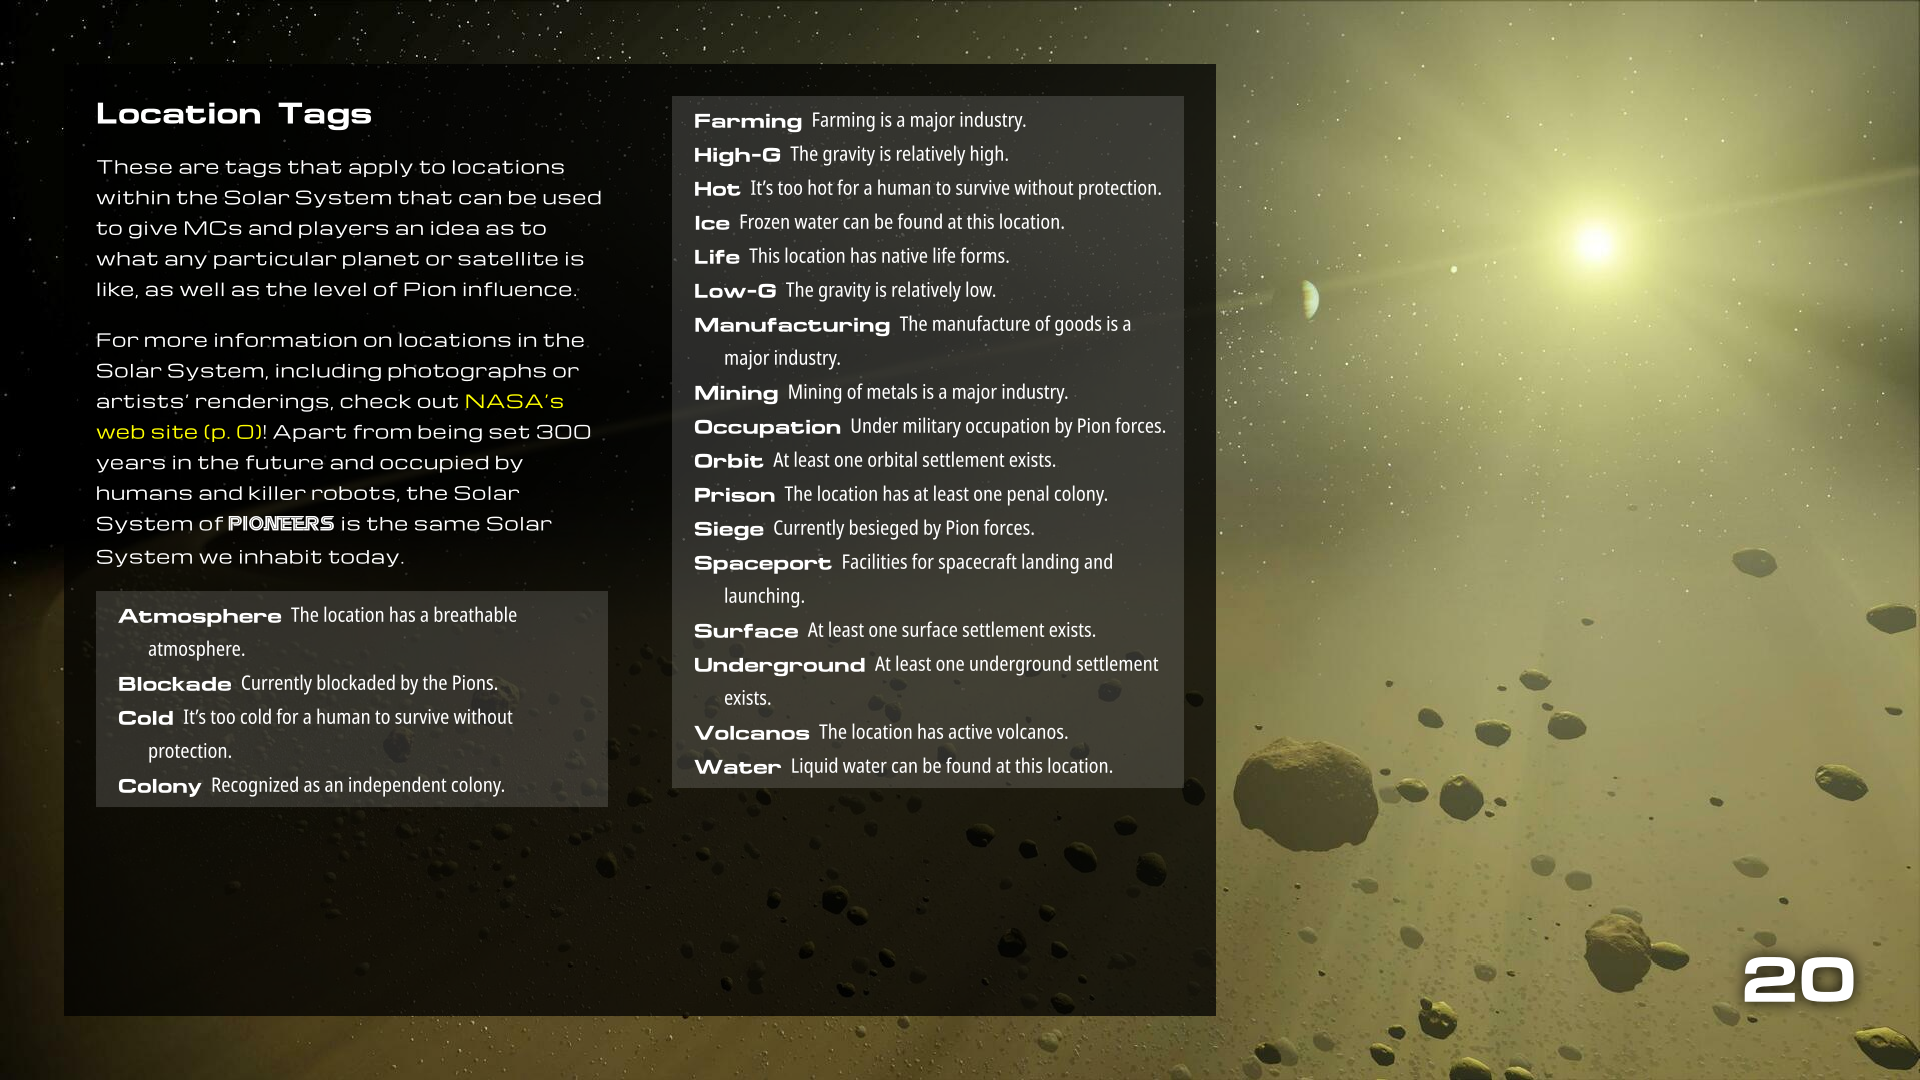 Location Tags
These are tags that apply to locations
within the Solar System that can be used
to give MCs and players an idea as to
what any particular planet or satellite is
like, as well as the level of Pion influence.
For more information on locations in the
Solar System, including photographs or
artists’ renderings, check out NASA’s
web site (p. 0)! Apart from being set 300
years in the future and occupied by
humans and killer robots, the Solar
System of PIONEERS is the same Solar
System we inhabit today.
Atmosphere The location has a breathable
atmosphere.
Blockade Currently blockaded by the Pions.
Cold It’s too cold for a human to survive without
protection.
Colony Recognized as an independent colony.
Farming Farming is a major industry.
High-G The gravity is relatively high.
Hot It’s too hot for a human to survive without protection.
Ice Frozen water can be found at this location.
Life This location has native life forms.
Low-G The gravity is relatively low.
Manufacturing The manufacture of goods is a
major industry.
Mining Mining of metals is a major industry.
Occupation Under military occupation by Pion forces.
Orbit At least one orbital settlement exists.
Prison The location has at least one penal colony.
Siege Currently besieged by Pion forces.
Spaceport Facilities for spacecraft landing and
launching.
Surface At least one surface settlement exists.
Underground At least one underground settlement
exists.
Volcanos The location has active volcanos.
Water Liquid water can be found at this location.
20